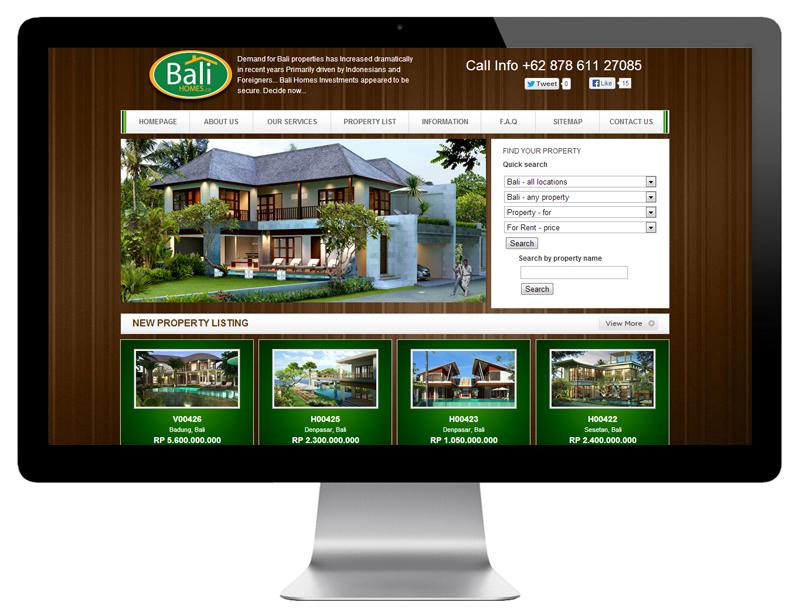 Bali
HOMES.co
Demand for Bali properties has Increased dramatically
in recent years Primarily driven by Indonesians and
Foreigners... Bali Homes Investments appeared to be
secure. Decide now...
Call Info +62 878 611 27085
Tweet 0
Like 15
HOMEPAGE ABOUT US OUR SERVICES PROPERTY LIST INFORMATION F.A.Q SITEMAP CONTACT US
FIND YOUR PROPERTY
Quick search
Bali - all locations
Bali - any property
Property - for
For Rent - price
Search
Search by property name
Search
NEW PROPERTY LISTING
View More
V00426
Badung, Bali
RP 5.600.000.000
H00425
Denpasar, Bali
RP 2.300.000.000
H00423
Denpasar, Bali
RP 1.050.000.000
H00422
Sesetan, Bali
RP 2.400.000.000